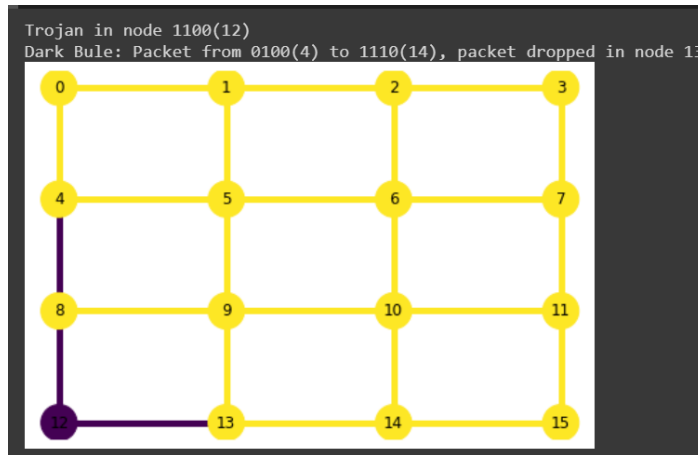 Trojan in node 1100(12)
Dark Bule: Packet from 0100(4) to 1110(14), packet dropped in node 13
0 1 2 3
4 5 6 7
8 9 10 11
12 13 14 15